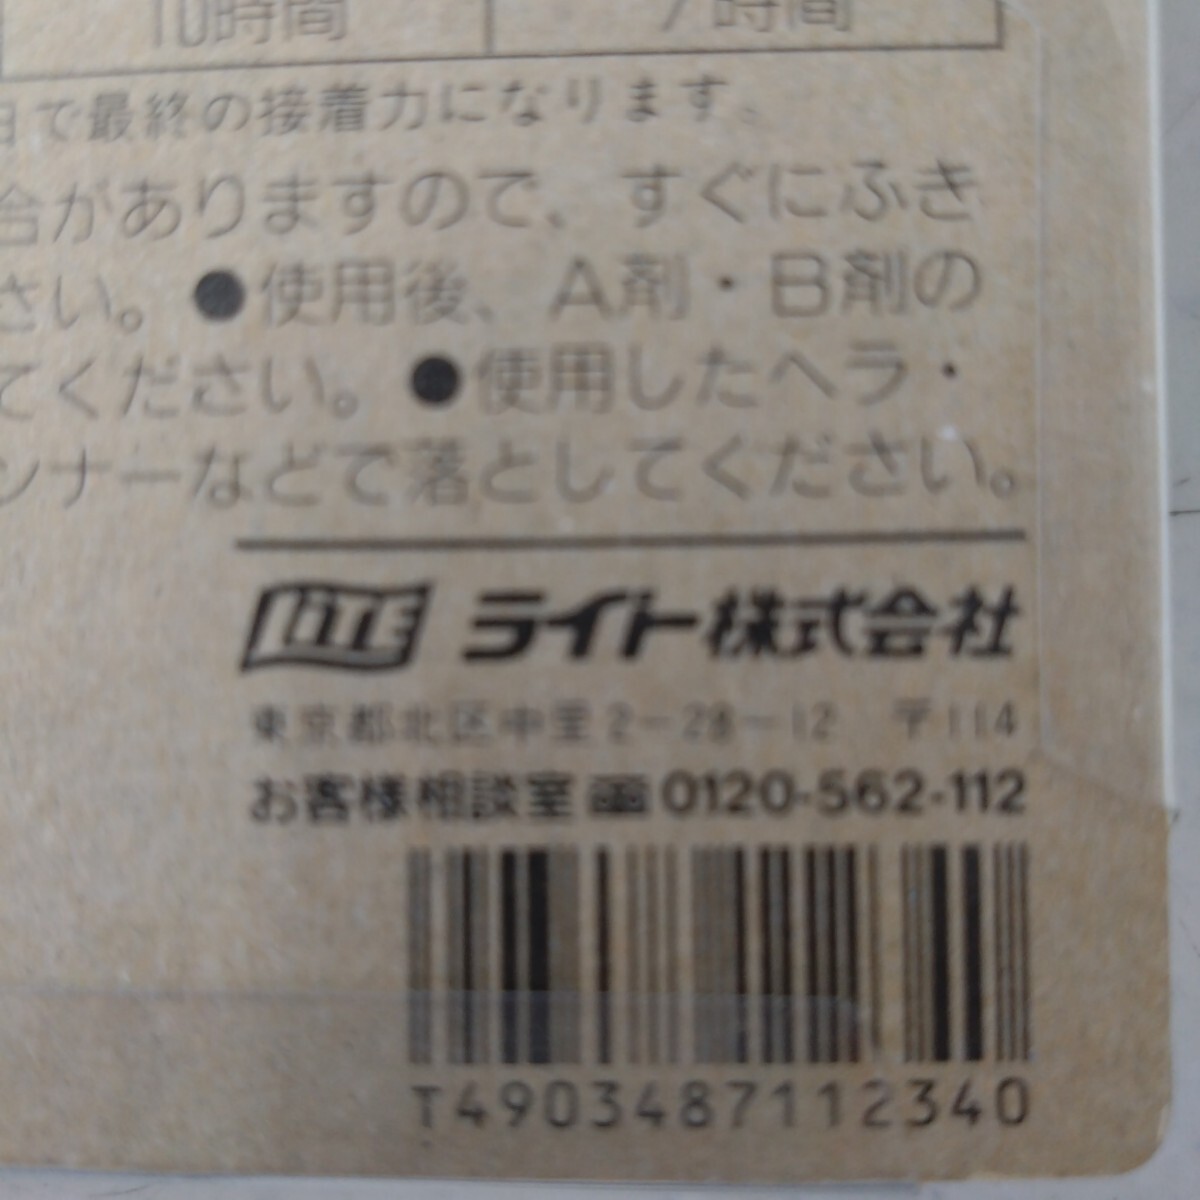 10時間 7時間
日で最終の接着力になります。
合がありますので、すぐにふき
さい。●使用後、A剤・B剤の
てください。●使用したヘラ・
ンナーなどで落としてください。
LiTE ライト株式会社
東京都北区中里2-28-12 〒114
お客様相談室 0120-562-112
T4903487112340